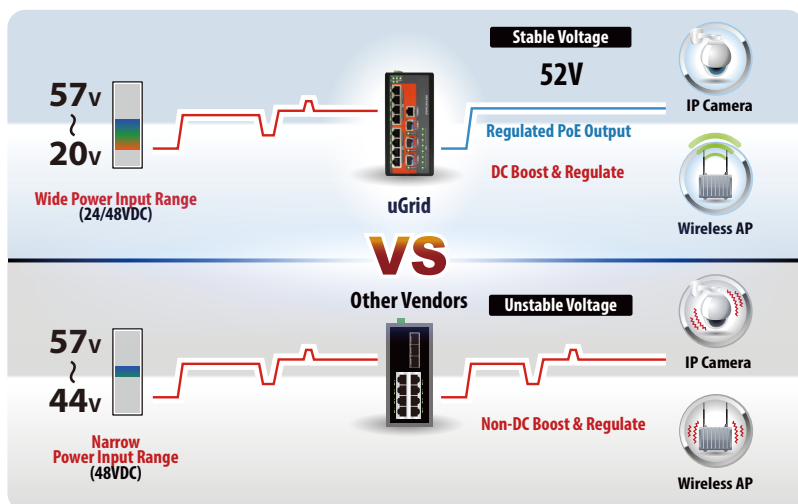 Stable Voltage
52V
57V
~
20V
Wide Power Input Range
(24/48VDC)
uGrid
Regulated PoE Output
DC Boost & Regulate
IP Camera
Wireless AP
VS
Other Vendors
Unstable Voltage
57V
~
44V
Narrow
Power Input Range
(48VDC)
Non-DC Boost & Regulate
IP Camera
Wireless AP